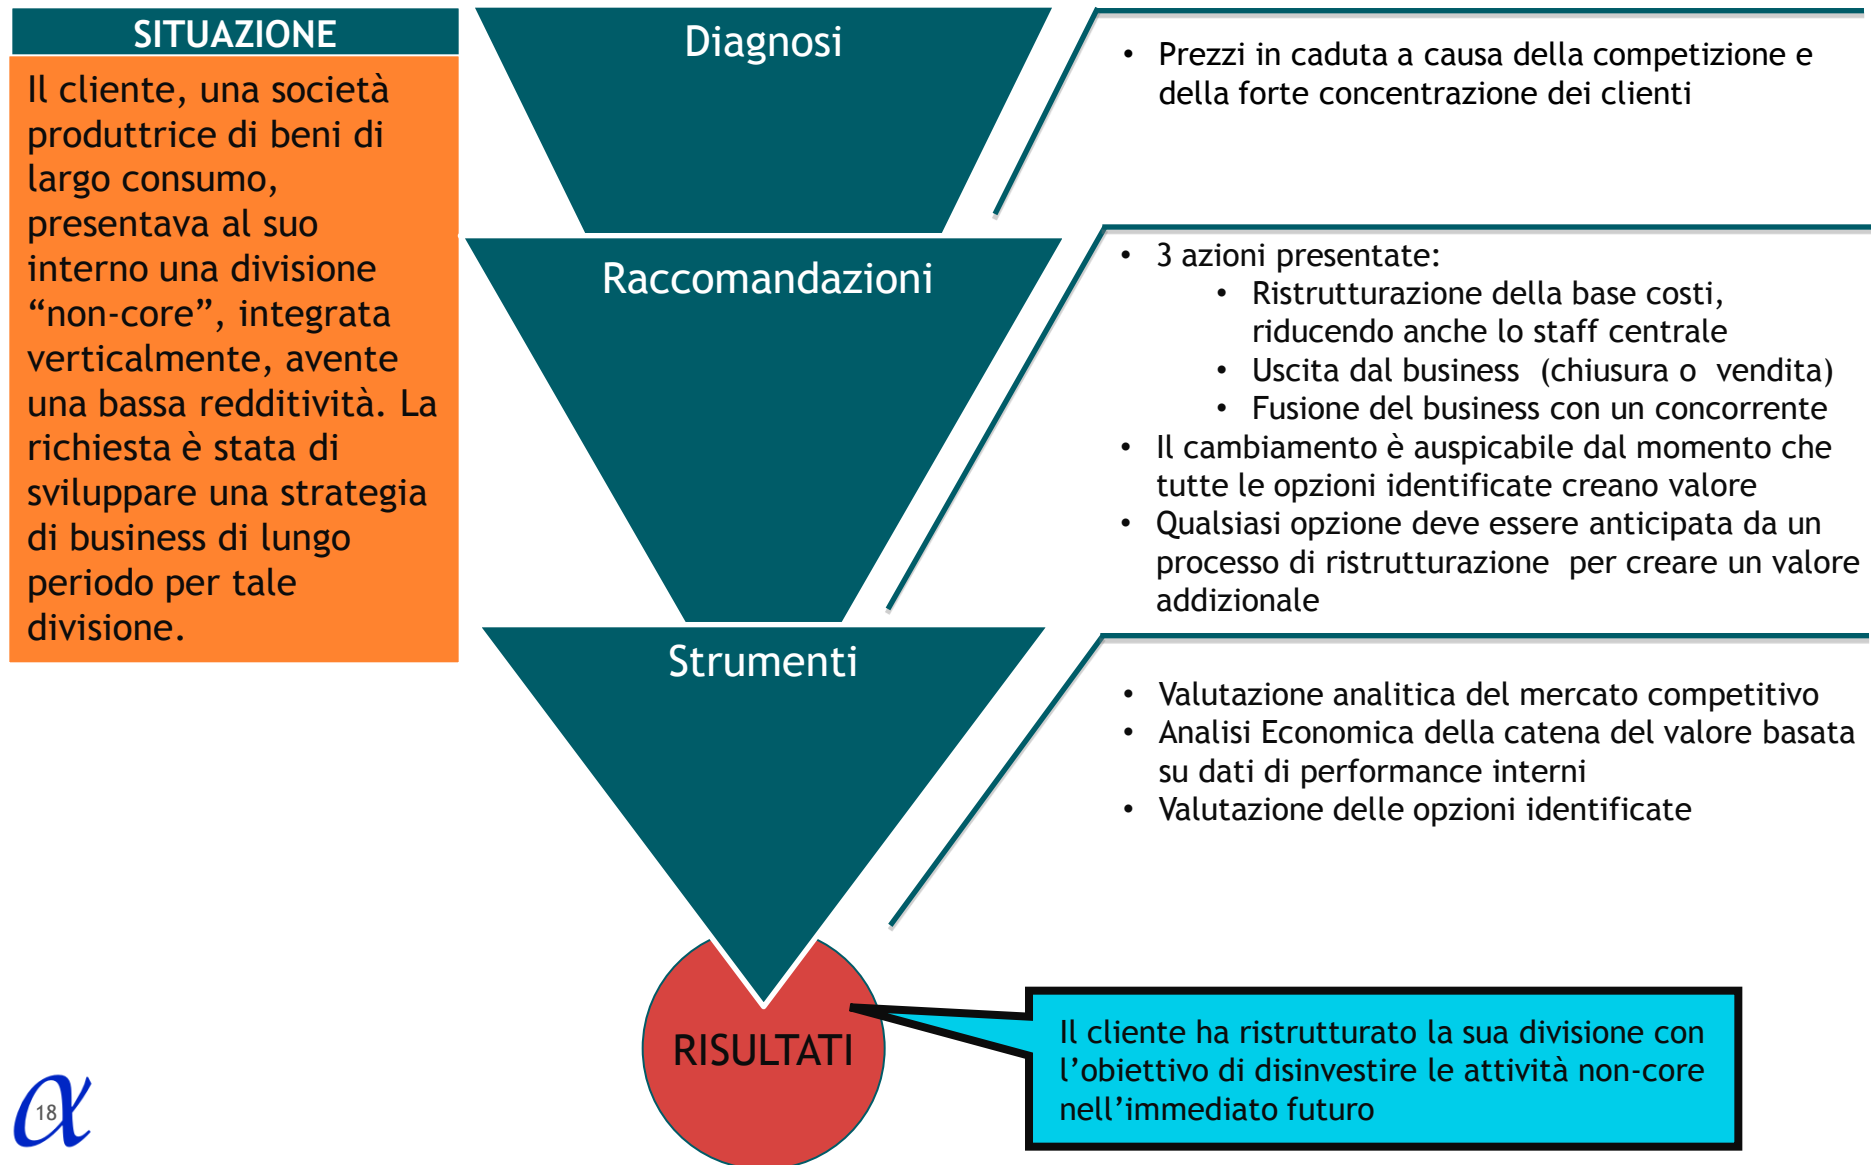 SITUAZIONE
Il cliente, una società
produttrice di beni di
largo consumo,
presentava al suo
interno una divisione
“non-core”, integrata
verticalmente, avente
una bassa redditività. La
richiesta è stata di
sviluppare una strategia
di business di lungo
periodo per tale
divisione.
Diagnosi
• Prezzi in caduta a causa della competizione e
della forte concentrazione dei clienti
Raccomandazioni
• 3 azioni presentate:
• Ristrutturazione della base costi,
riducendo anche lo staff centrale
• Uscita dal business (chiusura o vendita)
• Fusione del business con un concorrente
• Il cambiamento è auspicabile dal momento che
tutte le opzioni identificate creano valore
• Qualsiasi opzione deve essere anticipata da un
processo di ristrutturazione per creare un valore
addizionale
Strumenti
• Valutazione analitica del mercato competitivo
• Analisi Economica della catena del valore basata
su dati di performance interni
• Valutazione delle opzioni identificate
RISULTATI
Il cliente ha ristrutturato la sua divisione con
l’obiettivo di disinvestire le attività non-core
nell’immediato futuro
α
18